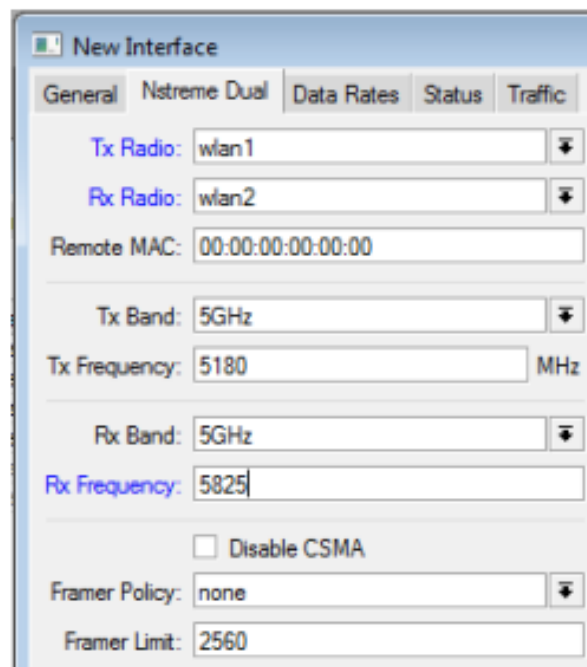 New Interface
General Nstreme Dual Data Rates Status Traffic
Tx Radio: wlan1
Rx Radio: wlan2
Remote MAC: 00:00:00:00:00:00
Tx Band: 5GHz
Tx Frequency: 5180 MHz
Rx Band: 5GHz
Rx Frequency: 5825
Disable CSMA
Framer Policy: none
Framer Limit: 2560